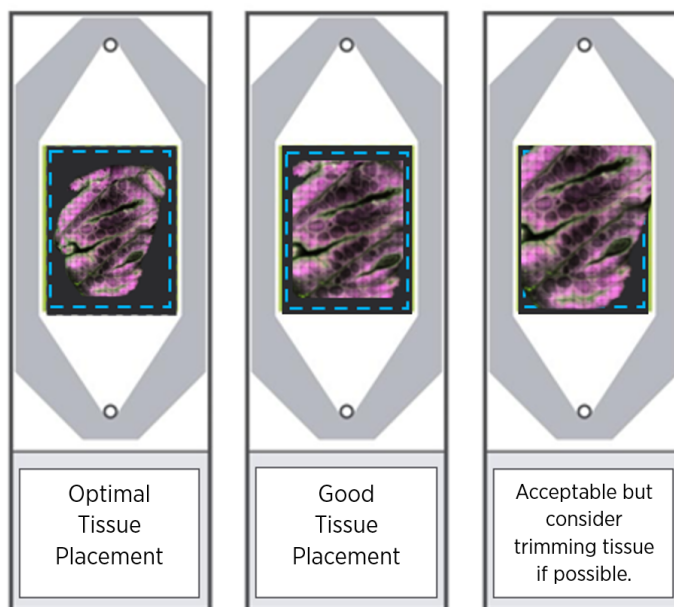 Optimal
Tissue
Placement
Good
Tissue
Placement
Acceptable but
consider
trimming tissue
if possible.